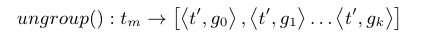 ungroup() : t_m → [⟨t′, g_0⟩, ⟨t′, g_1⟩ … ⟨t′, g_k⟩]